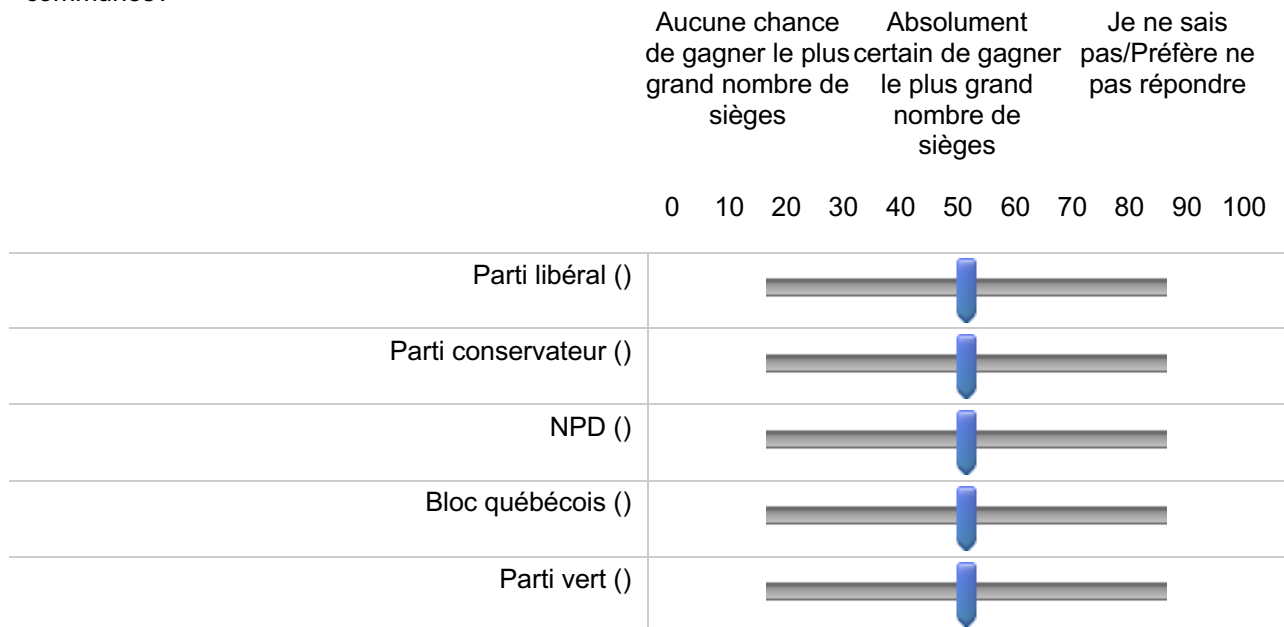 communes?
Aucune chance de gagner le plus grand nombre de sièges
Absolument certain de gagner le plus grand nombre de sièges
Je ne sais pas/Préfère ne pas répondre
0 10 20 30 40 50 60 70 80 90 100
Parti libéral ()
Parti conservateur ()
NPD ()
Bloc québécois ()
Parti vert ()